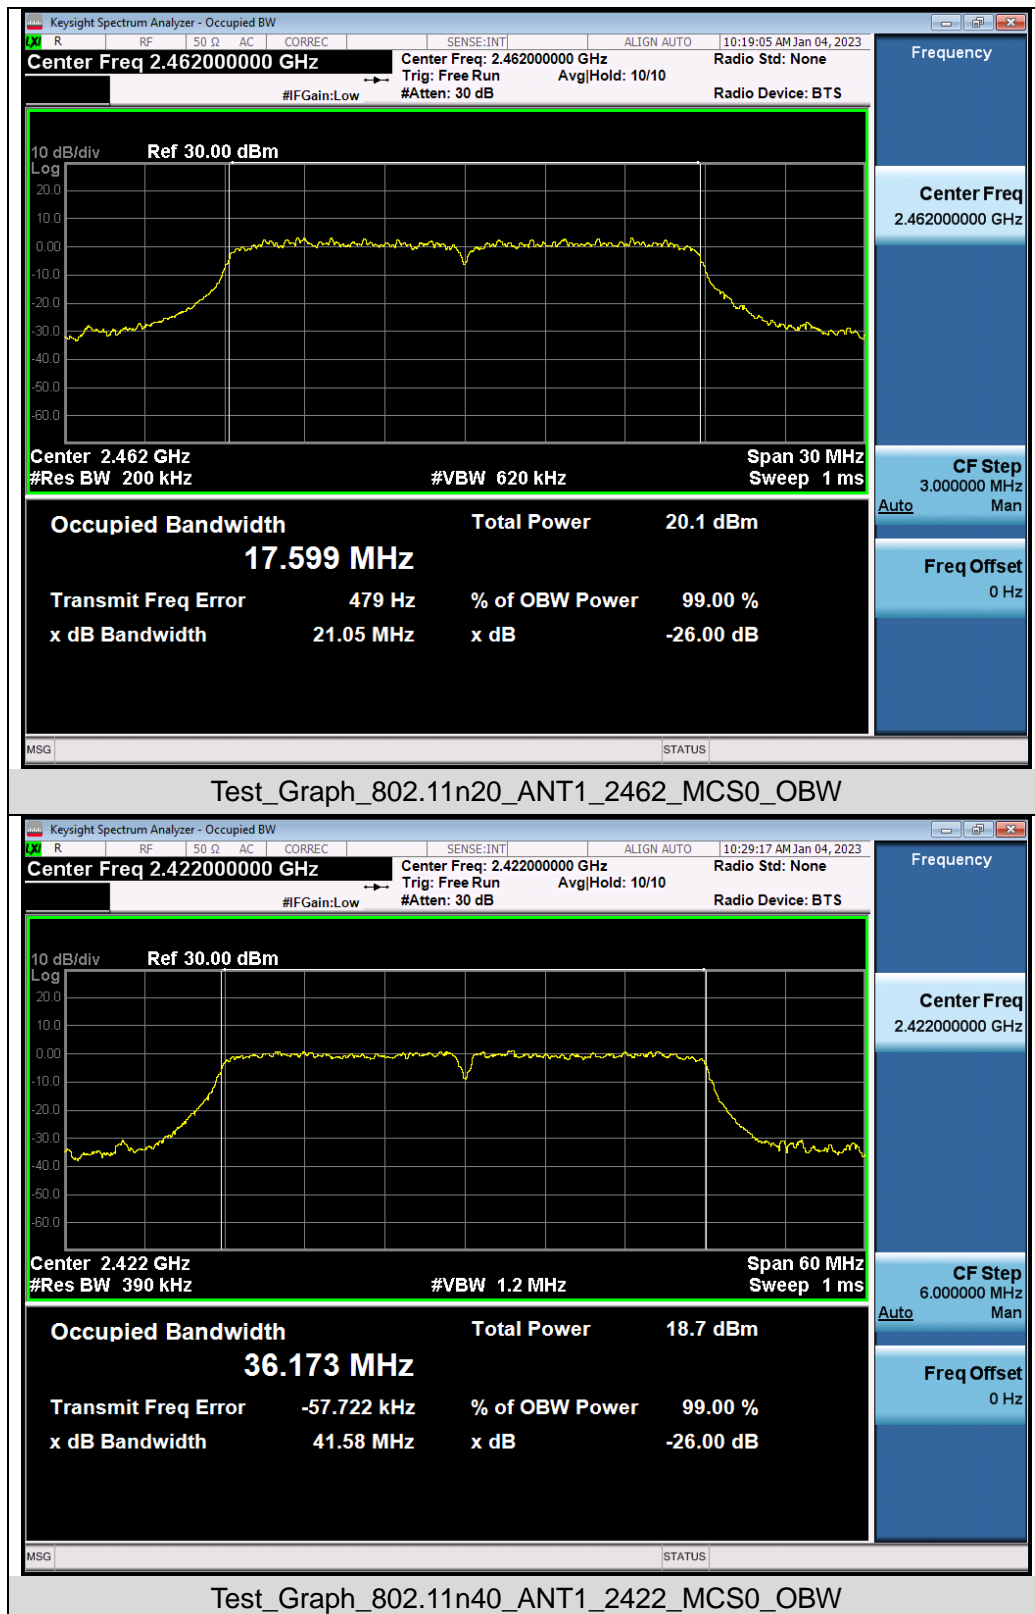 Keysight Spectrum Analyzer - Occupied BW
LXI R RF 50 Ω AC CORREC SENSE:INT ALIGN AUTO 10:19:05 AM Jan 04, 2023
Center Freq 2.462000000 GHz
Center Freq: 2.462000000 GHz
Radio Std: None
Trig: Free Run Avg|Hold: 10/10
#IFGain:Low
#Atten: 30 dB
Radio Device: BTS
Frequency
10 dB/div Ref 30.00 dBm
Log
20.0
10.0
0.00
-10.0
-20.0
-30.0
-40.0
-50.0
-60.0
Center Freq
2.462000000 GHz
Center 2.462 GHz Span 30 MHz
#Res BW 200 kHz #VBW 620 kHz Sweep 1 ms
CF Step
3.000000 MHz
Auto Man
Freq Offset
0 Hz
Occupied Bandwidth Total Power 20.1 dBm
17.599 MHz
Transmit Freq Error 479 Hz % of OBW Power 99.00 %
x dB Bandwidth 21.05 MHz x dB -26.00 dB
MSG STATUS
Test_Graph_802.11n20_ANT1_2462_MCS0_OBW
Keysight Spectrum Analyzer - Occupied BW
LXI R RF 50 Ω AC CORREC SENSE:INT ALIGN AUTO 10:29:17 AM Jan 04, 2023
Center Freq 2.422000000 GHz
Center Freq: 2.422000000 GHz
Radio Std: None
Trig: Free Run Avg|Hold: 10/10
#IFGain:Low
#Atten: 30 dB
Radio Device: BTS
Frequency
10 dB/div Ref 30.00 dBm
Log
20.0
10.0
0.00
-10.0
-20.0
-30.0
-40.0
-50.0
-60.0
Center Freq
2.422000000 GHz
Center 2.422 GHz Span 60 MHz
#Res BW 390 kHz #VBW 1.2 MHz Sweep 1 ms
CF Step
6.000000 MHz
Auto Man
Freq Offset
0 Hz
Occupied Bandwidth Total Power 18.7 dBm
36.173 MHz
Transmit Freq Error -57.722 kHz % of OBW Power 99.00 %
x dB Bandwidth 41.58 MHz x dB -26.00 dB
MSG STATUS
Test_Graph_802.11n40_ANT1_2422_MCS0_OBW